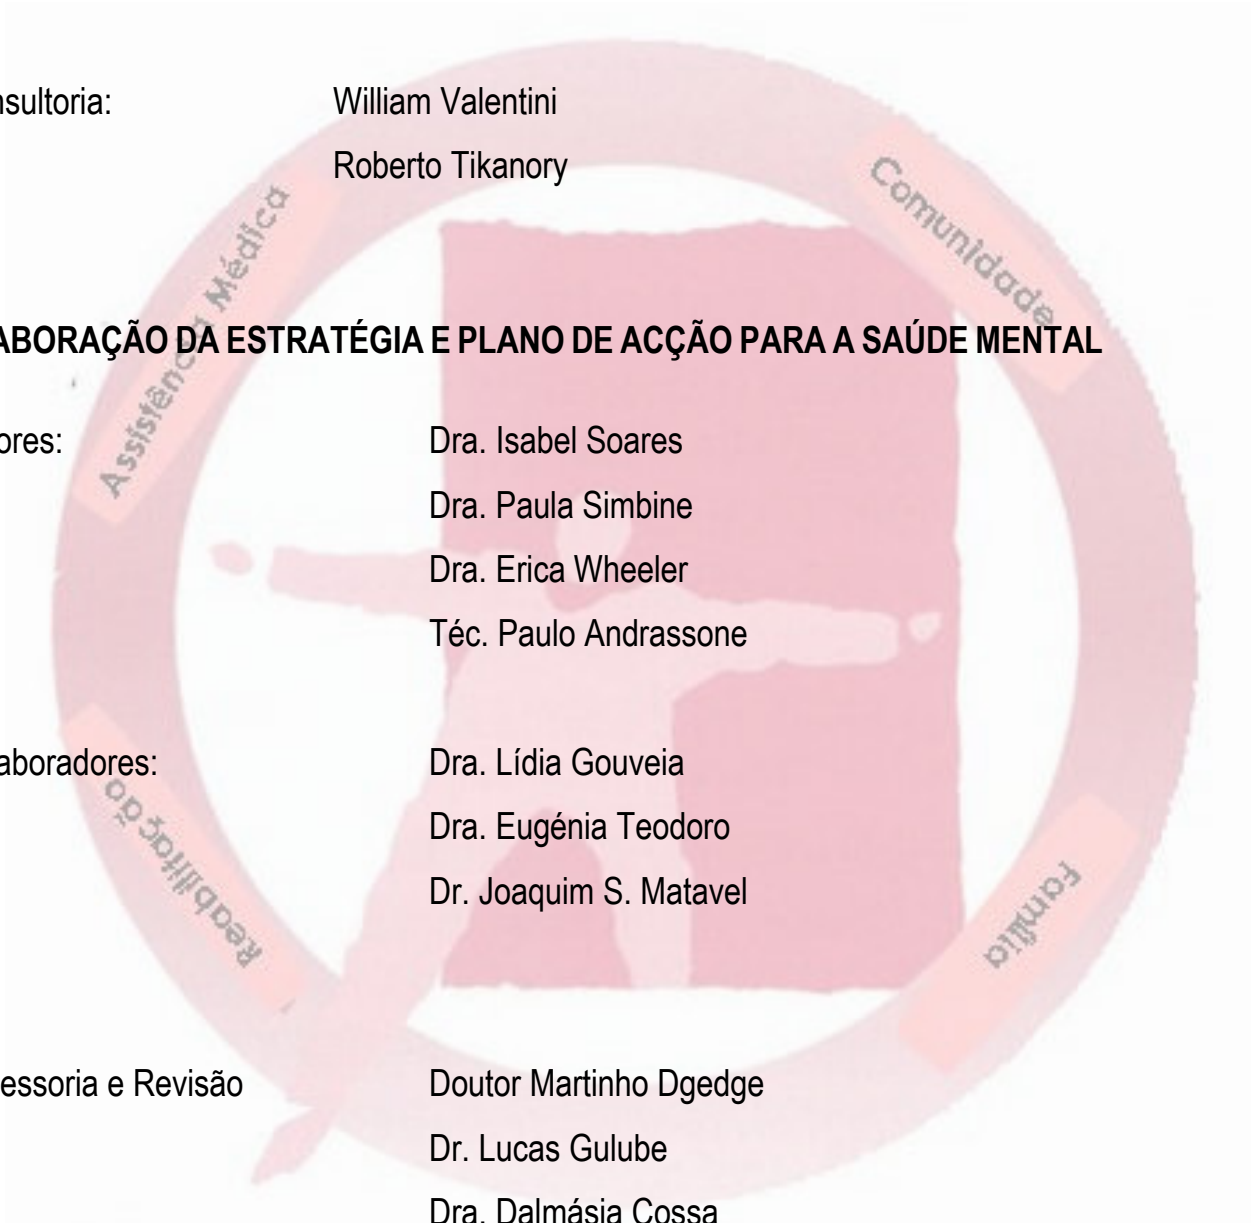 nsultoria: William Valentini
Roberto Tikanory
Assistência Médica
Comunidade
ABORAÇÃO DA ESTRATÉGIA E PLANO DE ACÇÃO PARA A SAÚDE MENTAL
ores: Dra. Isabel Soares
Dra. Paula Simbine
Dra. Erica Wheeler
Téc. Paulo Andrassone
aboradores: Dra. Lídia Gouveia
Dra. Eugénia Teodoro
Dr. Joaquim S. Matavel
Reabilitação
Família
essoria e Revisão Doutor Martinho Dgedge
Dr. Lucas Gulube
Dra. Dalmásia Cossa